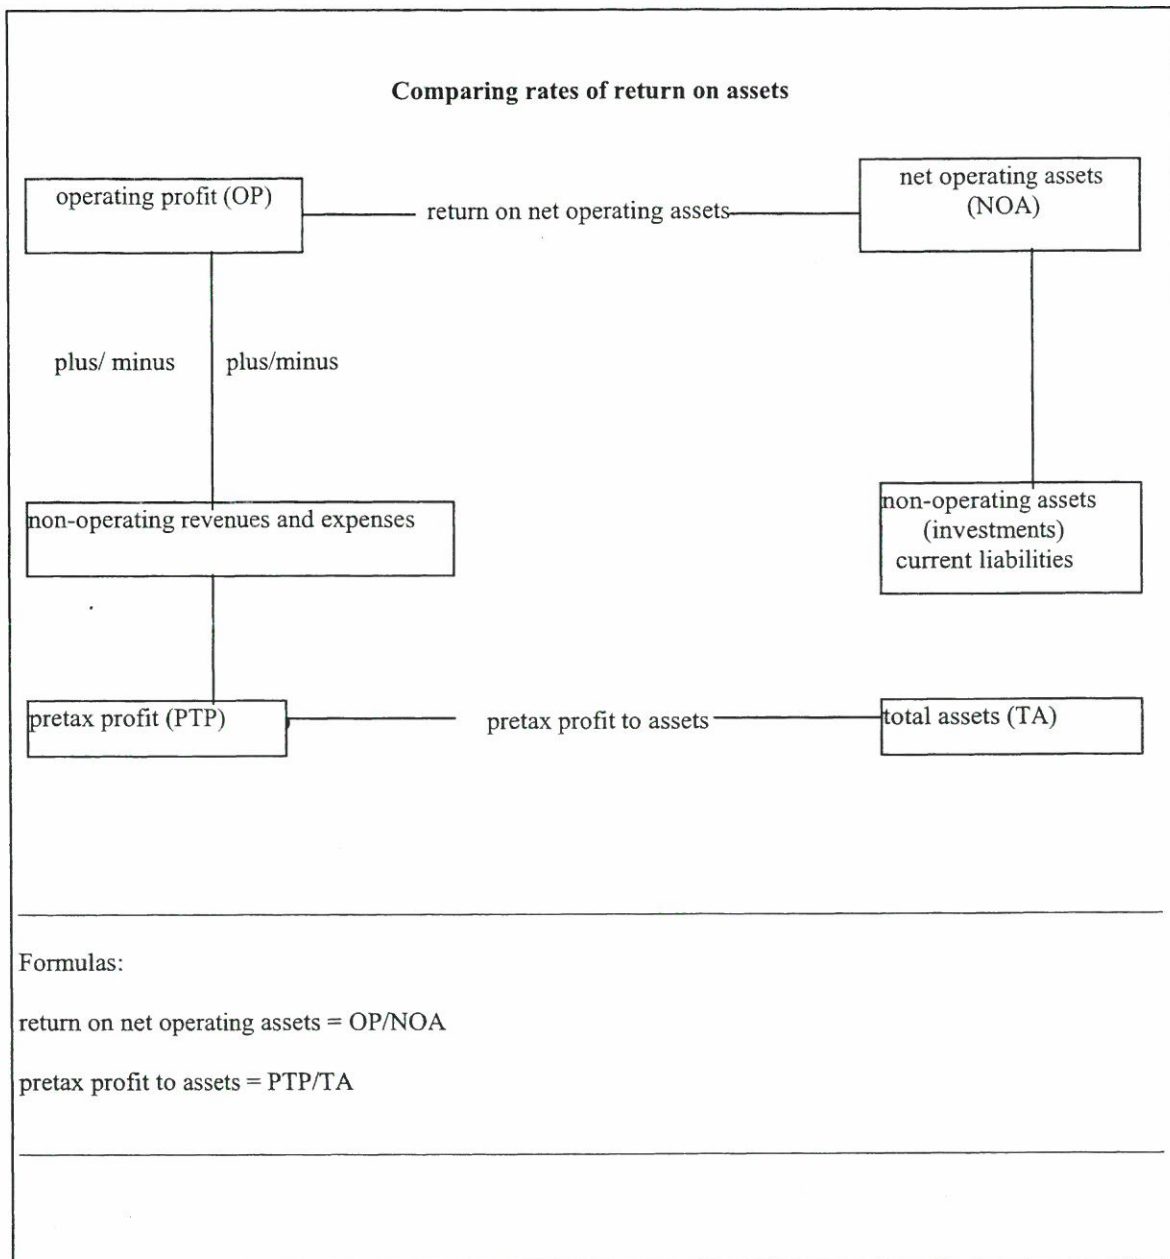 Comparing rates of return on assets
operating profit (OP)
return on net operating assets
net operating assets
(NOA)
plus/ minus
plus/minus
non-operating revenues and expenses
non-operating assets
(investments)
current liabilities
pretax profit (PTP)
pretax profit to assets
total assets (TA)
Formulas:
return on net operating assets = OP/NOA
pretax profit to assets = PTP/TA